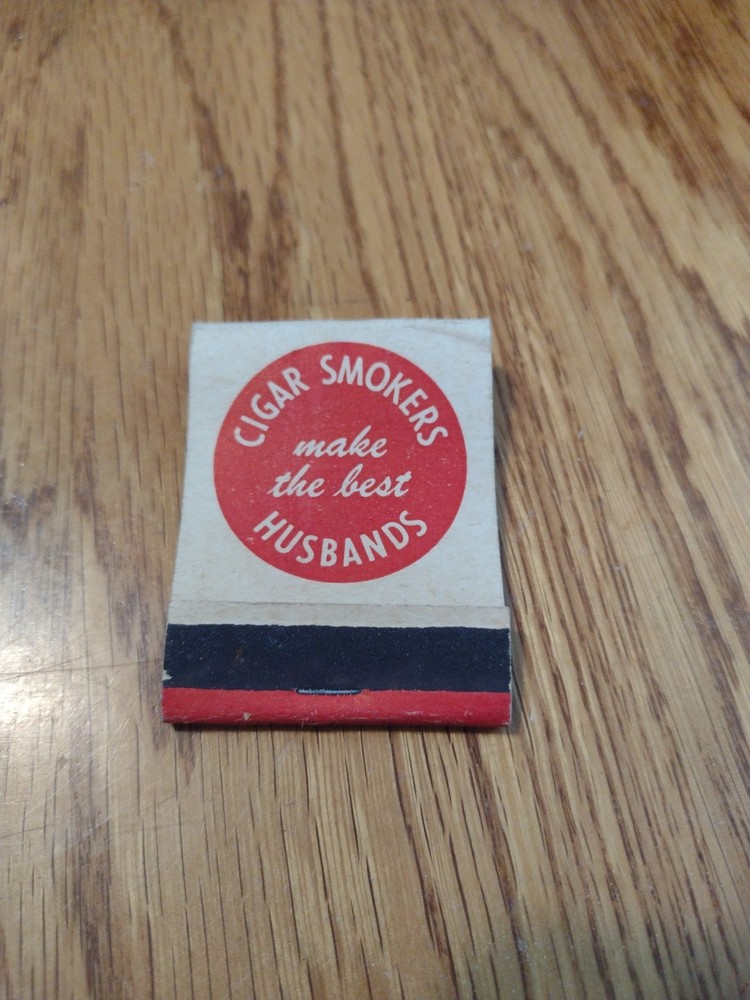 CIGAR SMOKERS
make
the best
HUSBANDS